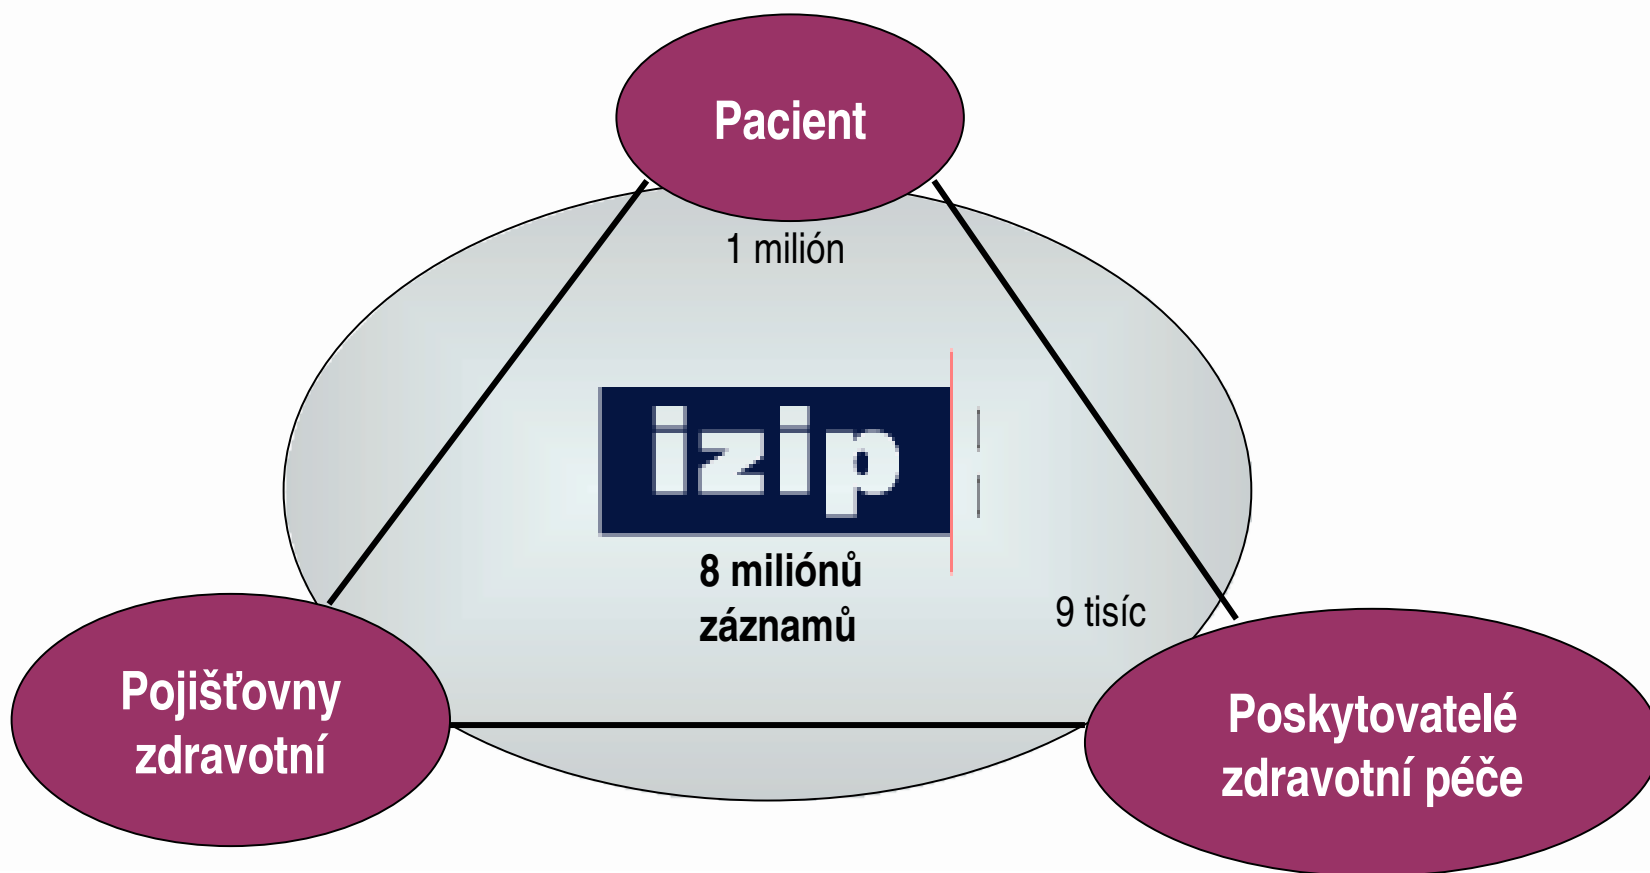 Pacient
1 milión
izip
8 miliónů
záznamů
9 tisíc
Pojišťovny
zdravotní
Poskytovatelé
zdravotní péče